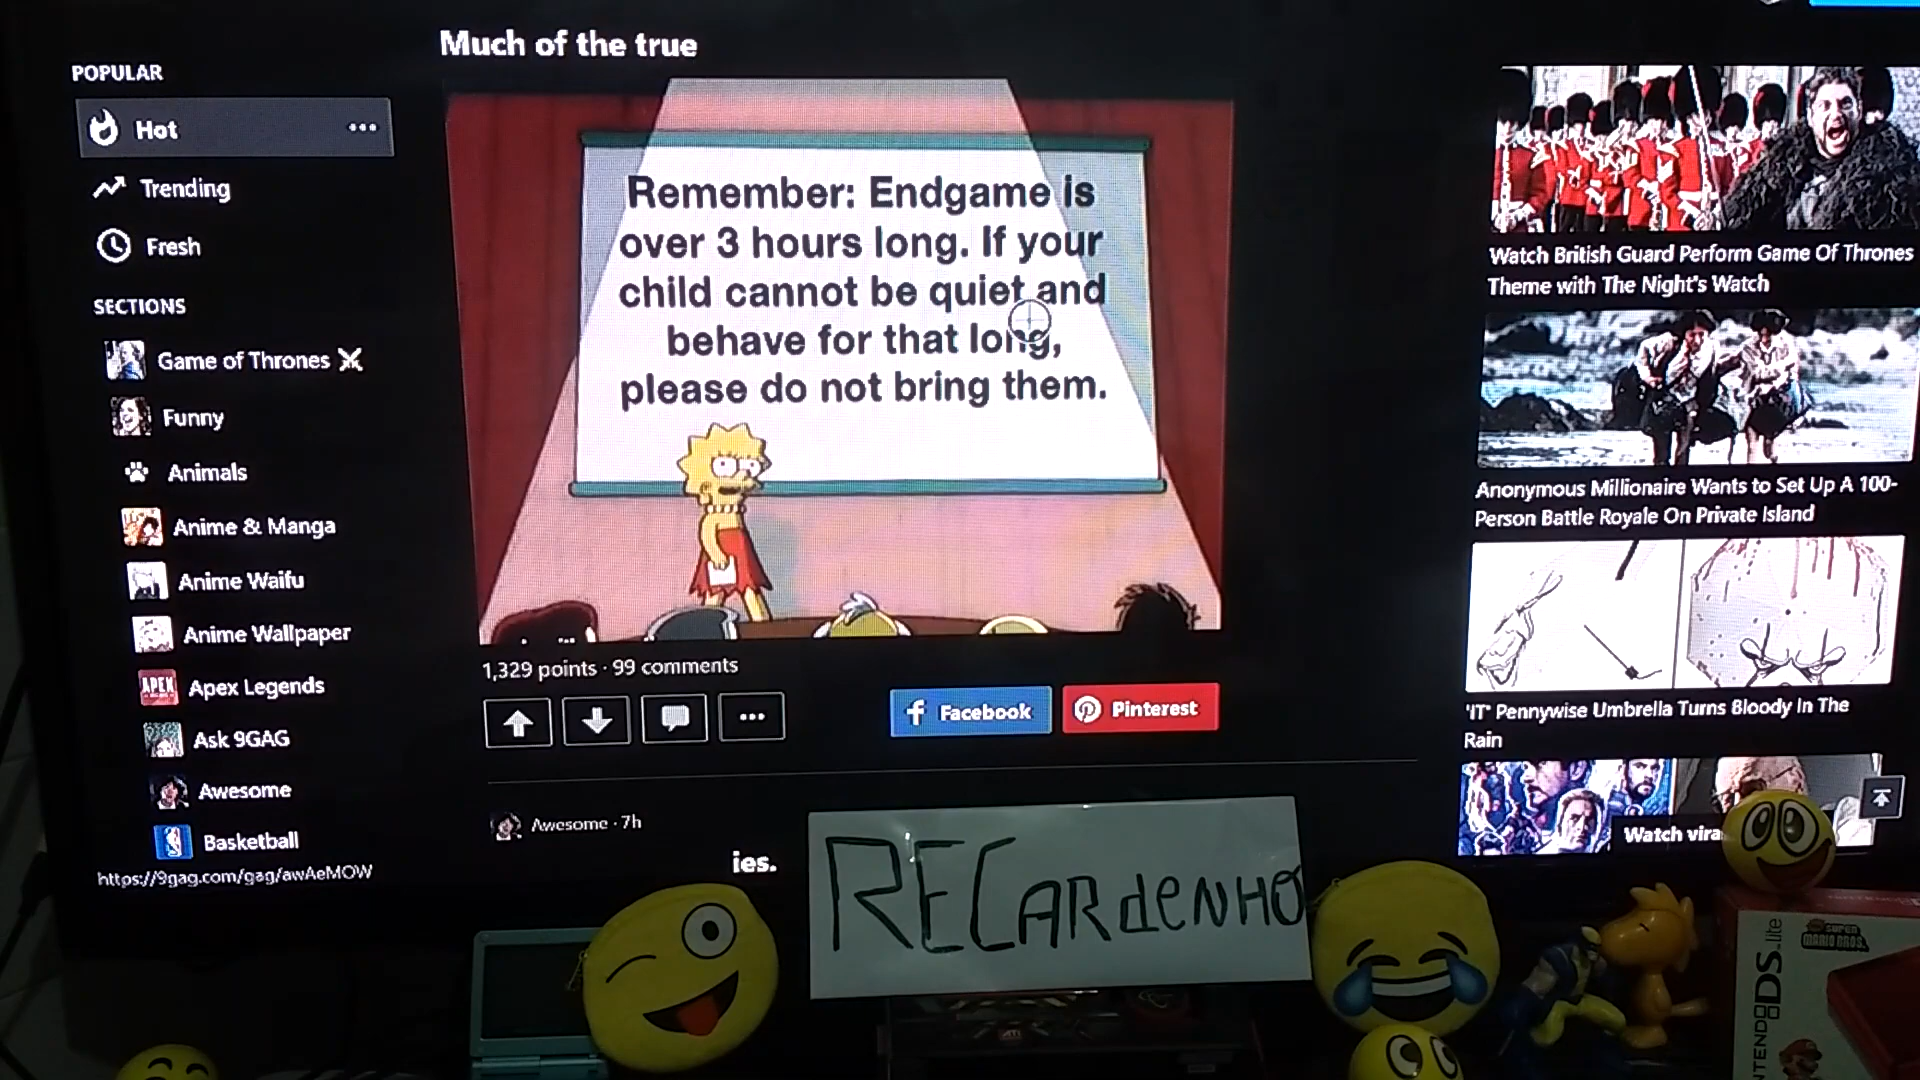 POPULAR
Hot
Trending
Fresh
SECTIONS
Game of Thrones
Funny
Animals
Anime & Manga
Anime Waifu
Anime Wallpaper
APEX
Apex Legends
Ask 9GAG
Awesome
Basketball
https://9gag.com/gag/awAeMOW
Much of the true
Remember: Endgame is
over 3 hours long. If your
child cannot be quiet and
behave for that long,
please do not bring them.
1,329 points · 99 comments
Facebook
Pinterest
Awesome · 7h
ies.
RECARdeNHO
Watch British Guard Perform Game Of Thrones
Theme with The Night's Watch
Anonymous Millionaire Wants to Set Up A 100-
Person Battle Royale On Private Island
'IT' Pennywise Umbrella Turns Bloody In The
Rain
Watch vira
SUPER
MARIO BROS.
NINTENDO DS lite